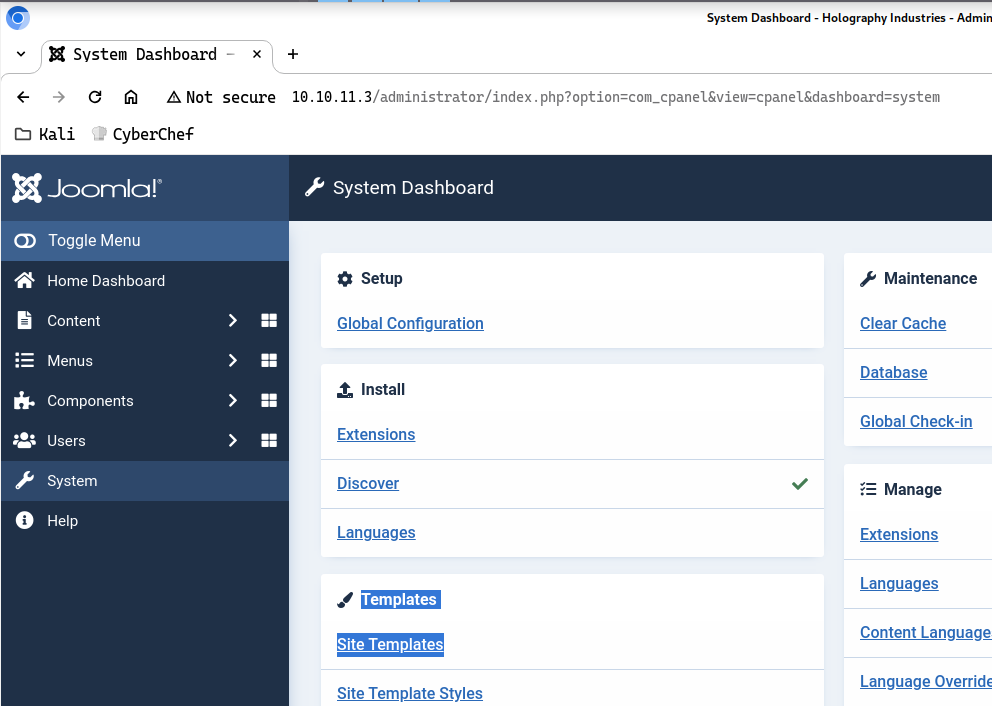 System Dashboard - Holography Industries - Admin
System Dashboard –
Not secure 10.10.11.3/administrator/index.php?option=com_cpanel&view=cpanel&dashboard=system
Kali CyberChef
Joomla!®
System Dashboard
Toggle Menu
Home Dashboard
Content
Menus
Components
Users
System
Help
Setup
Global Configuration
Install
Extensions
Discover
Languages
Templates
Site Templates
Site Template Styles
Maintenance
Clear Cache
Database
Global Check-in
Manage
Extensions
Languages
Content Language
Language Override